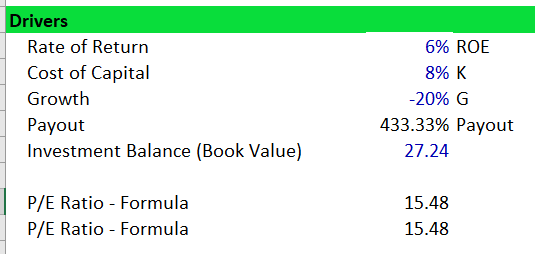 Drivers
Rate of Return 6% ROE
Cost of Capital 8% K
Growth -20% G
Payout 433.33% Payout
Investment Balance (Book Value) 27.24
P/E Ratio - Formula 15.48
P/E Ratio - Formula 15.48